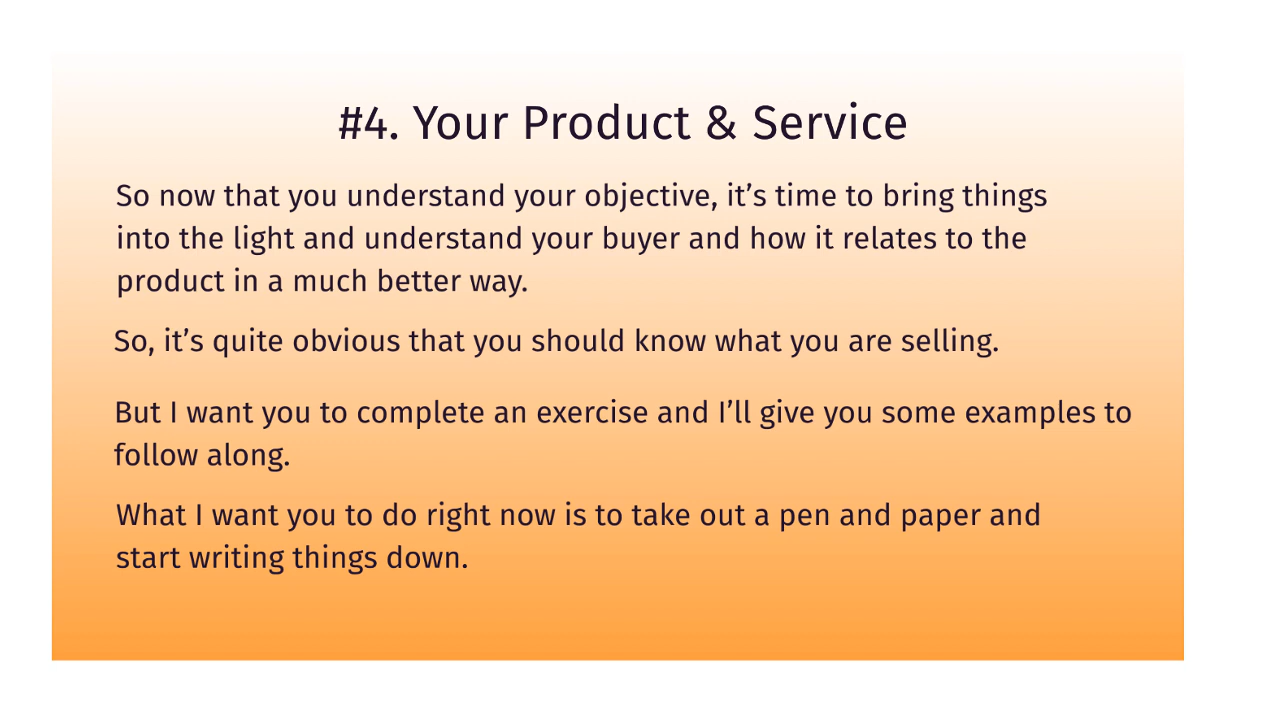 #4. Your Product & Service
So now that you understand your objective, it’s time to bring things
into the light and understand your buyer and how it relates to the
product in a much better way.
So, it’s quite obvious that you should know what you are selling.
But I want you to complete an exercise and I’ll give you some examples to
follow along.
What I want you to do right now is to take out a pen and paper and
start writing things down.